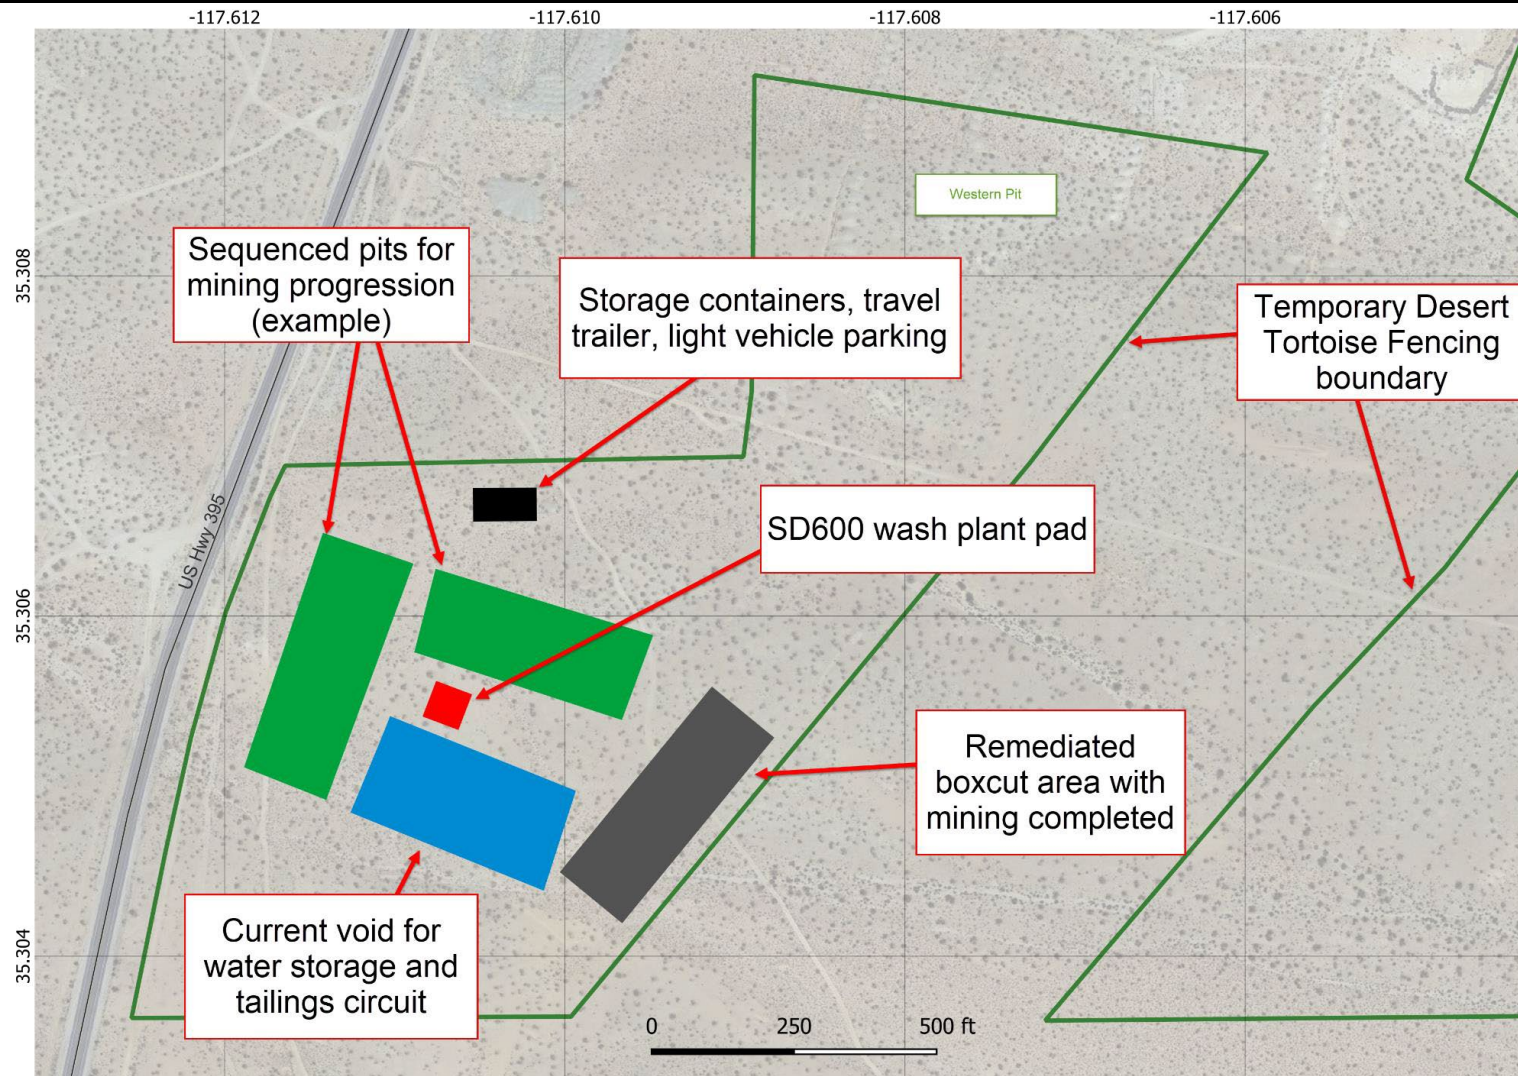 -117.612
-117.610
-117.608
-117.606
Western Pit
Sequenced pits for
mining progression
(example)
35.308
Storage containers, travel
trailer, light vehicle parking
Temporary Desert
Tortoise Fencing
boundary
US Hwy 395
SD600 wash plant pad
35.306
Remediated
boxcut area with
mining completed
Current void for
water storage and
tailings circuit
35.304
0 250 500 ft